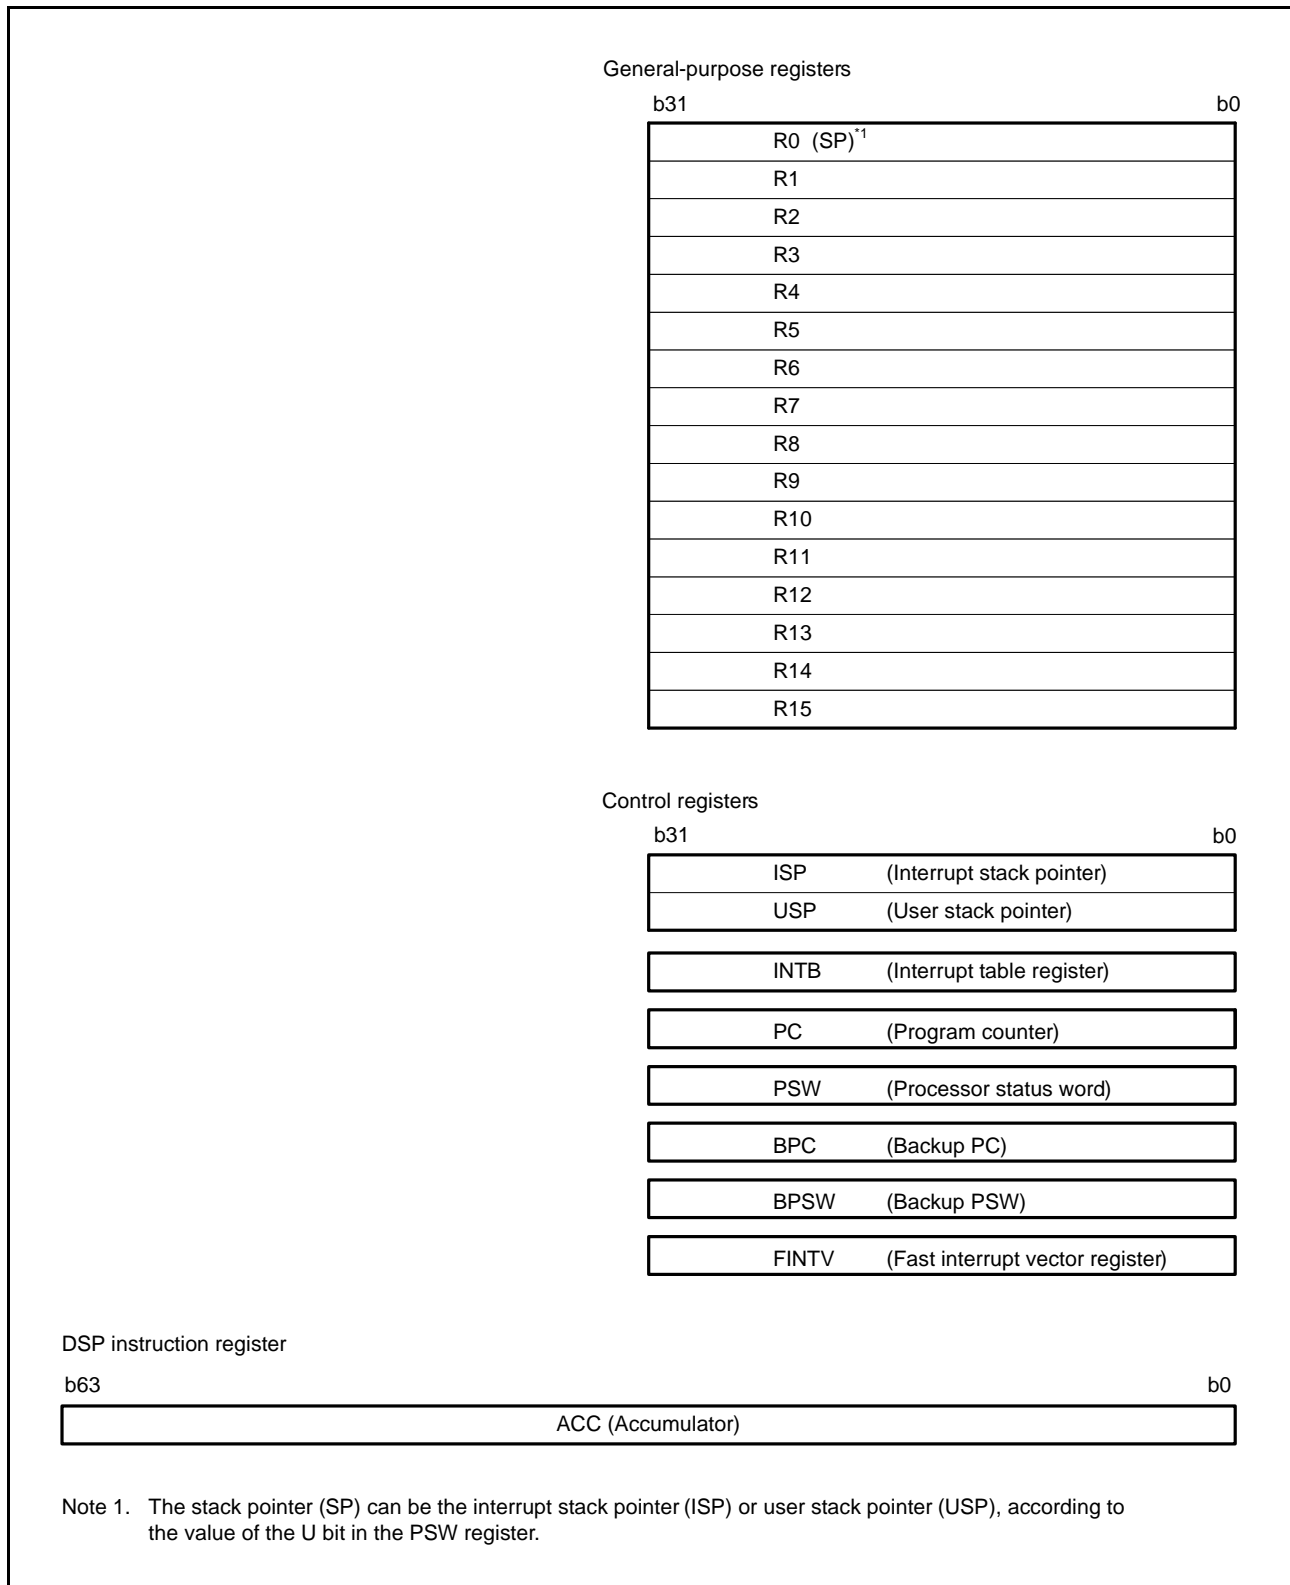 General-purpose registers
b31 b0
R0 (SP)*1
R1
R2
R3
R4
R5
R6
R7
R8
R9
R10
R11
R12
R13
R14
R15
Control registers
b31 b0
ISP (Interrupt stack pointer)
USP (User stack pointer)
INTB (Interrupt table register)
PC (Program counter)
PSW (Processor status word)
BPC (Backup PC)
BPSW (Backup PSW)
FINTV (Fast interrupt vector register)
DSP instruction register
b63 b0
ACC (Accumulator)
Note 1. The stack pointer (SP) can be the interrupt stack pointer (ISP) or user stack pointer (USP), according to
the value of the U bit in the PSW register.